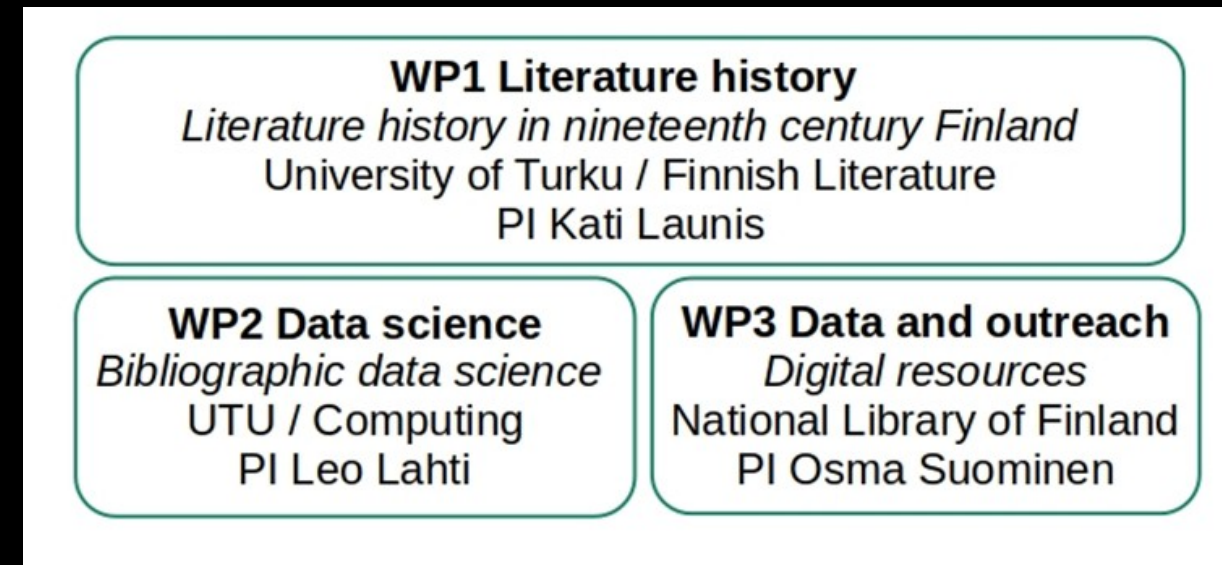 WP1 Literature history
Literature history in nineteenth century Finland
University of Turku / Finnish Literature
PI Kati Launis
WP2 Data science
Bibliographic data science
UTU / Computing
PI Leo Lahti
WP3 Data and outreach
Digital resources
National Library of Finland
PI Osma Suominen